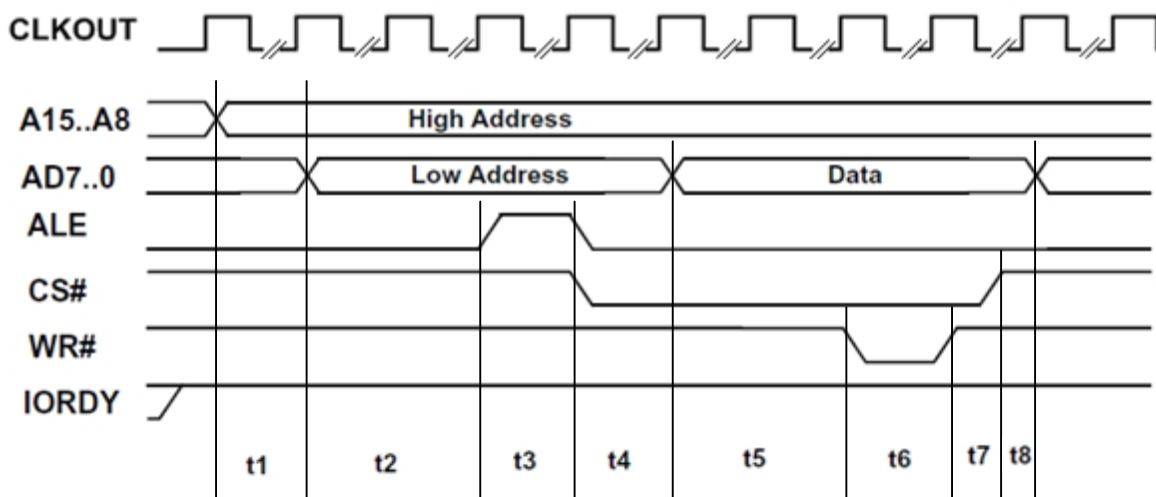 CLKOUT
A15..A8 High Address
AD7..0 Low Address Data
ALE
CS#
WR#
IORDY
t1 t2 t3 t4 t5 t6 t7 t8